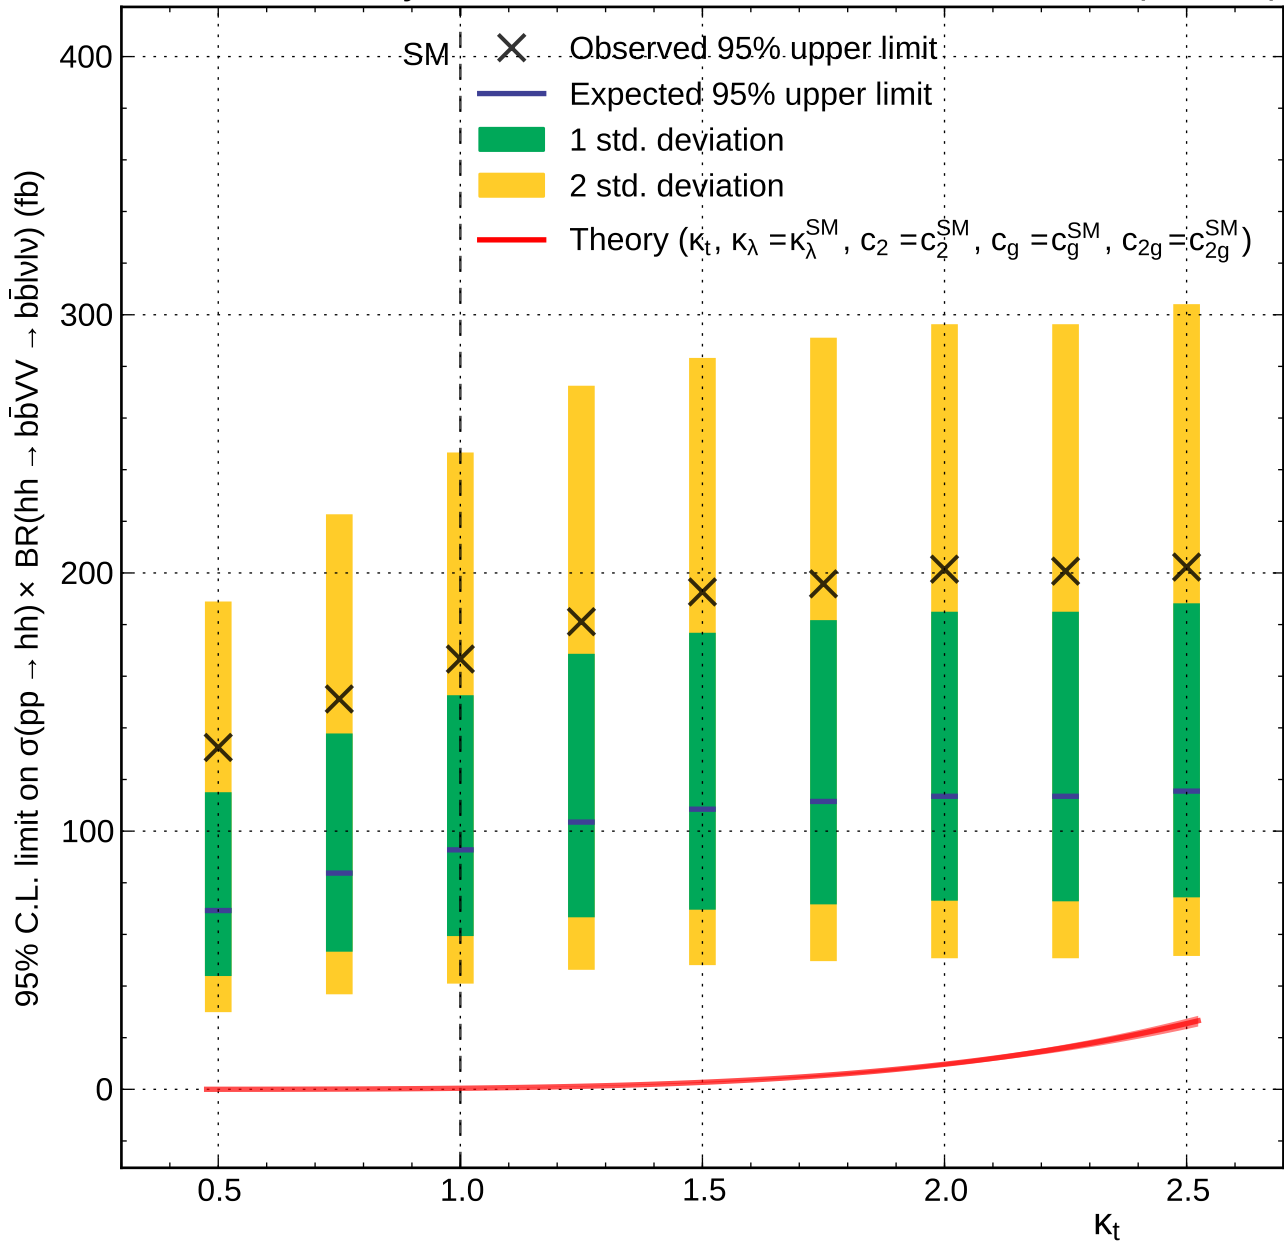 SM
Observed 95% upper limit
Expected 95% upper limit
1 std. deviation
2 std. deviation
Theory (κt, κλ =κλSM, c2 =c2SM, cg =cgSM, c2g=c2gSM)
95% C.L. limit on σ(pp → hh) × BR(hh → bb̄VV → bb̄lνlν) (fb)
400
300
200
100
0
0.5 1.0 1.5 2.0 2.5
κt